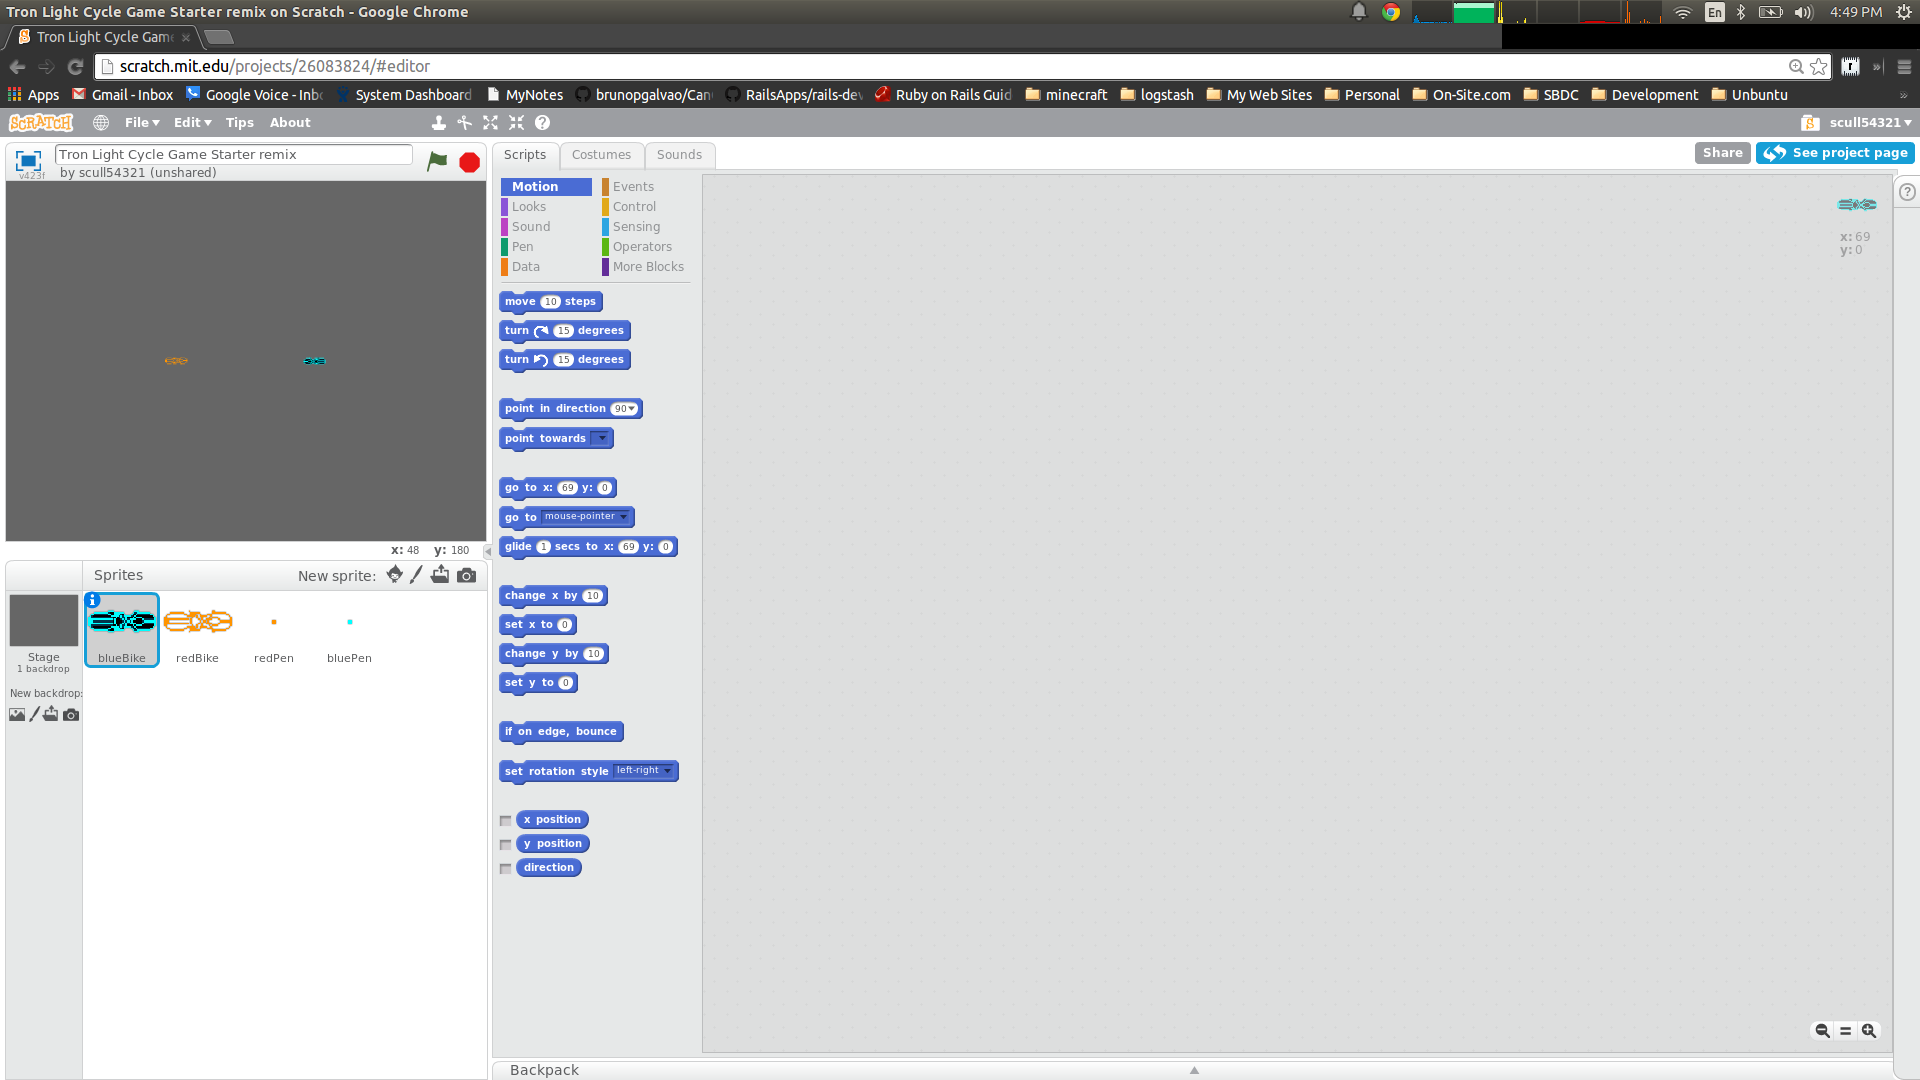 Tron Light Cycle Game Starter remix on Scratch - Google Chrome
En
4:49 PM
Tron Light Cycle Gam
scratch.mit.edu/projects/26083824/#editor
Apps
Gmail - Inbox
Google Voice - Inb
System Dashboard
MyNotes
brunopgalvao/Can
RailsApps/rails-dev
Ruby on Rails Guid
minecraft
logstash
My Web Sites
Personal
On-Site.com
SBDC
Development
Unbuntu
SCRATCH
File
Edit
Tips
About
scull54321
Tron Light Cycle Game Starter remix
by scull54321 (unshared)
v423f
Scripts
Costumes
Sounds
Share
See project page
Motion
Looks
Sound
Pen
Data
Events
Control
Sensing
Operators
More Blocks
move 10 steps
turn 15 degrees
turn 15 degrees
point in direction 90
point towards
go to x: 69 y: 0
go to mouse-pointer
glide 1 secs to x: 69 y: 0
change x by 10
set x to 0
change y by 10
set y to 0
if on edge, bounce
set rotation style left-right
x position
y position
direction
x: 69
y: 0
x: 48 y: 180
Sprites
New sprite:
Stage
1 backdrop
New backdrop:
blueBike
redBike
redPen
bluePen
Backpack